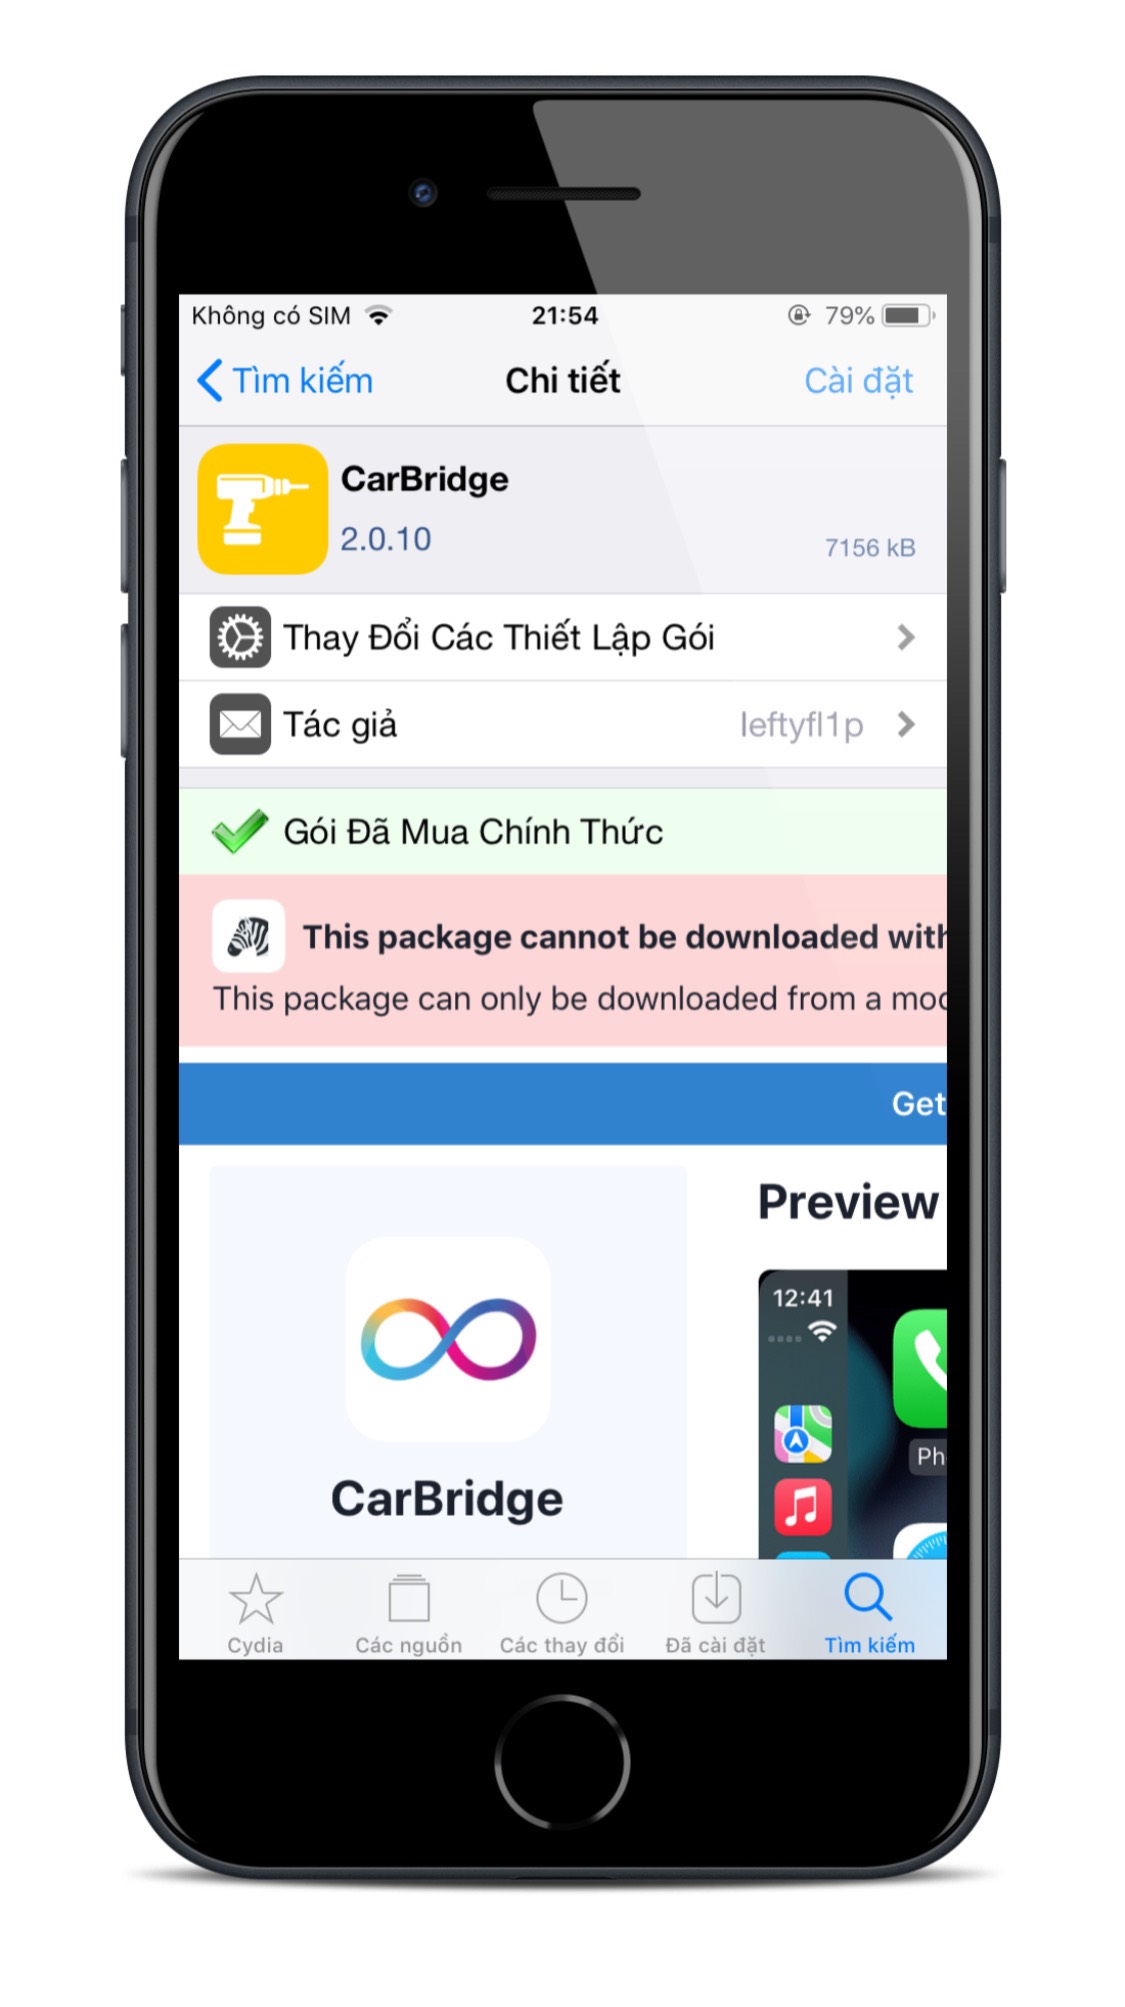 Không có SIM 21:54 79%
Tìm kiếm Chi tiết Cài đặt
CarBridge
2.0.10 7156 kB
Thay Đổi Các Thiết Lập Gói
Tác giả leftyfl1p
Gói Đã Mua Chính Thức
This package cannot be downloaded with
This package can only be downloaded from a
Get
Preview
12:41
CarBridge
Cydia Các nguồn Các thay đổi Đã cài đặt Tìm kiếm